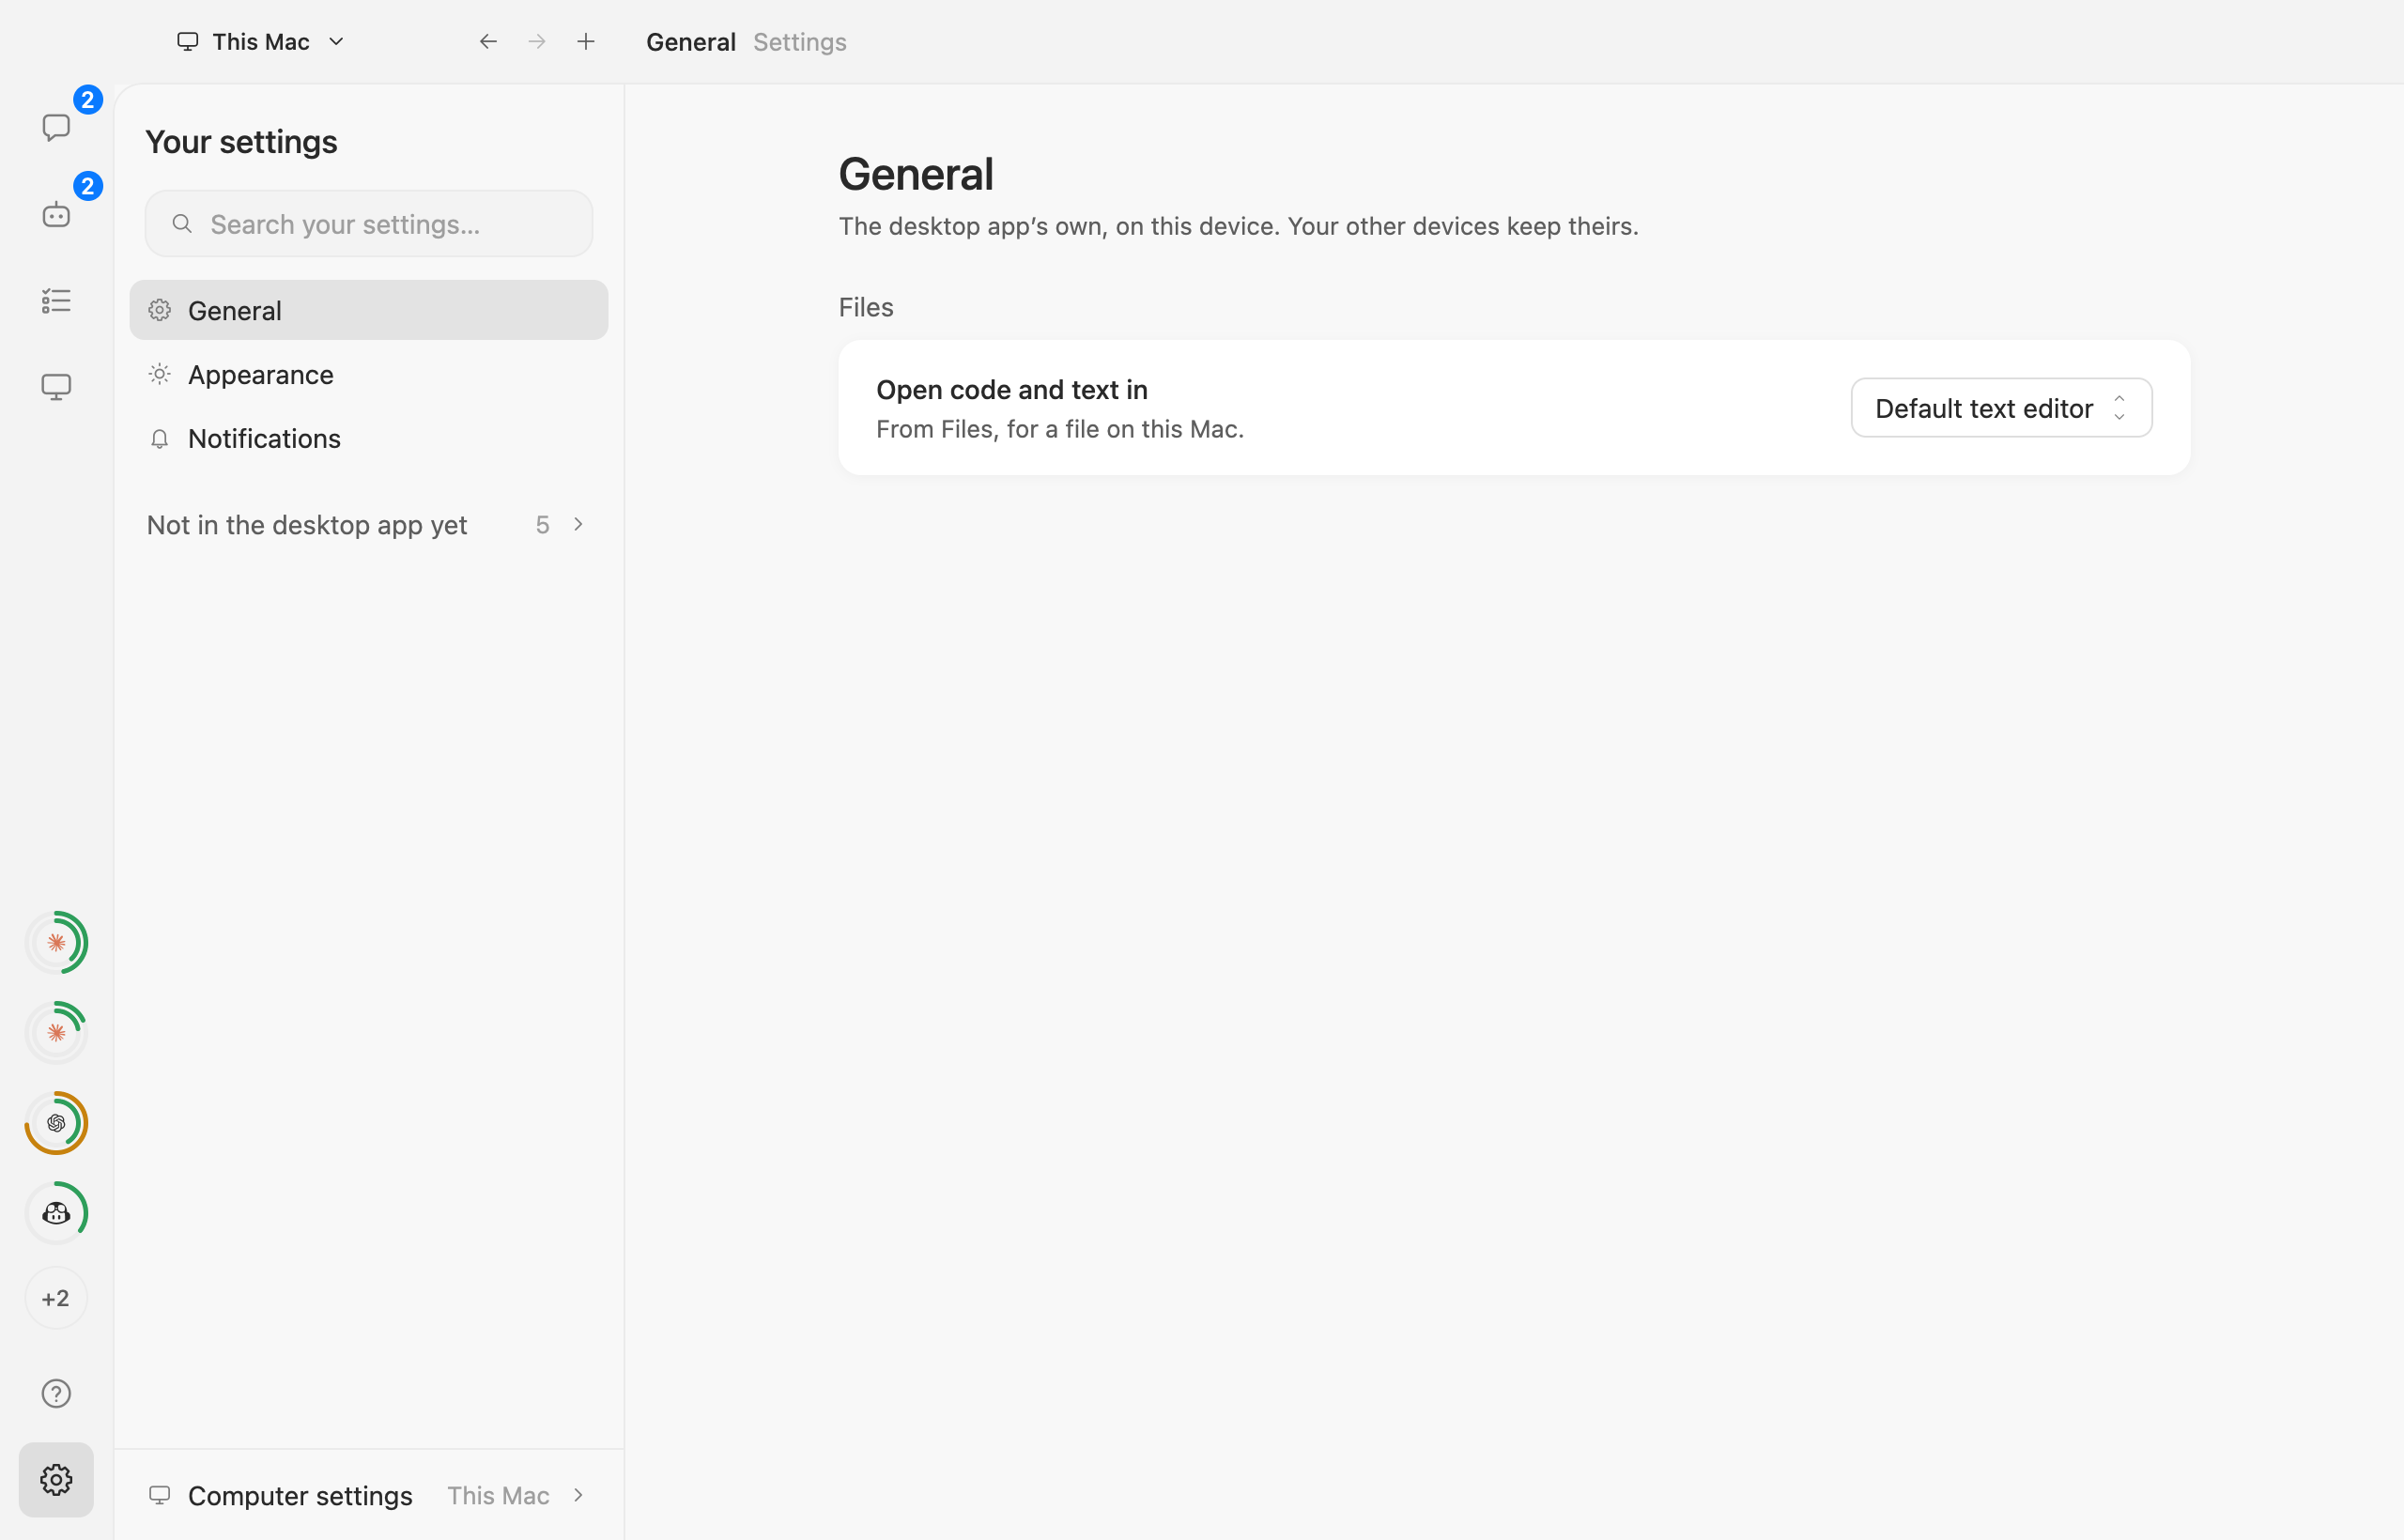 This Mac
General Settings
2
2
Your settings
Search your settings...
General
Appearance
Notifications
Not in the desktop app yet 5
+2
Computer settings This Mac
General
The desktop app’s own, on this device. Your other devices keep theirs.
Files
Open code and text in
From Files, for a file on this Mac.
Default text editor